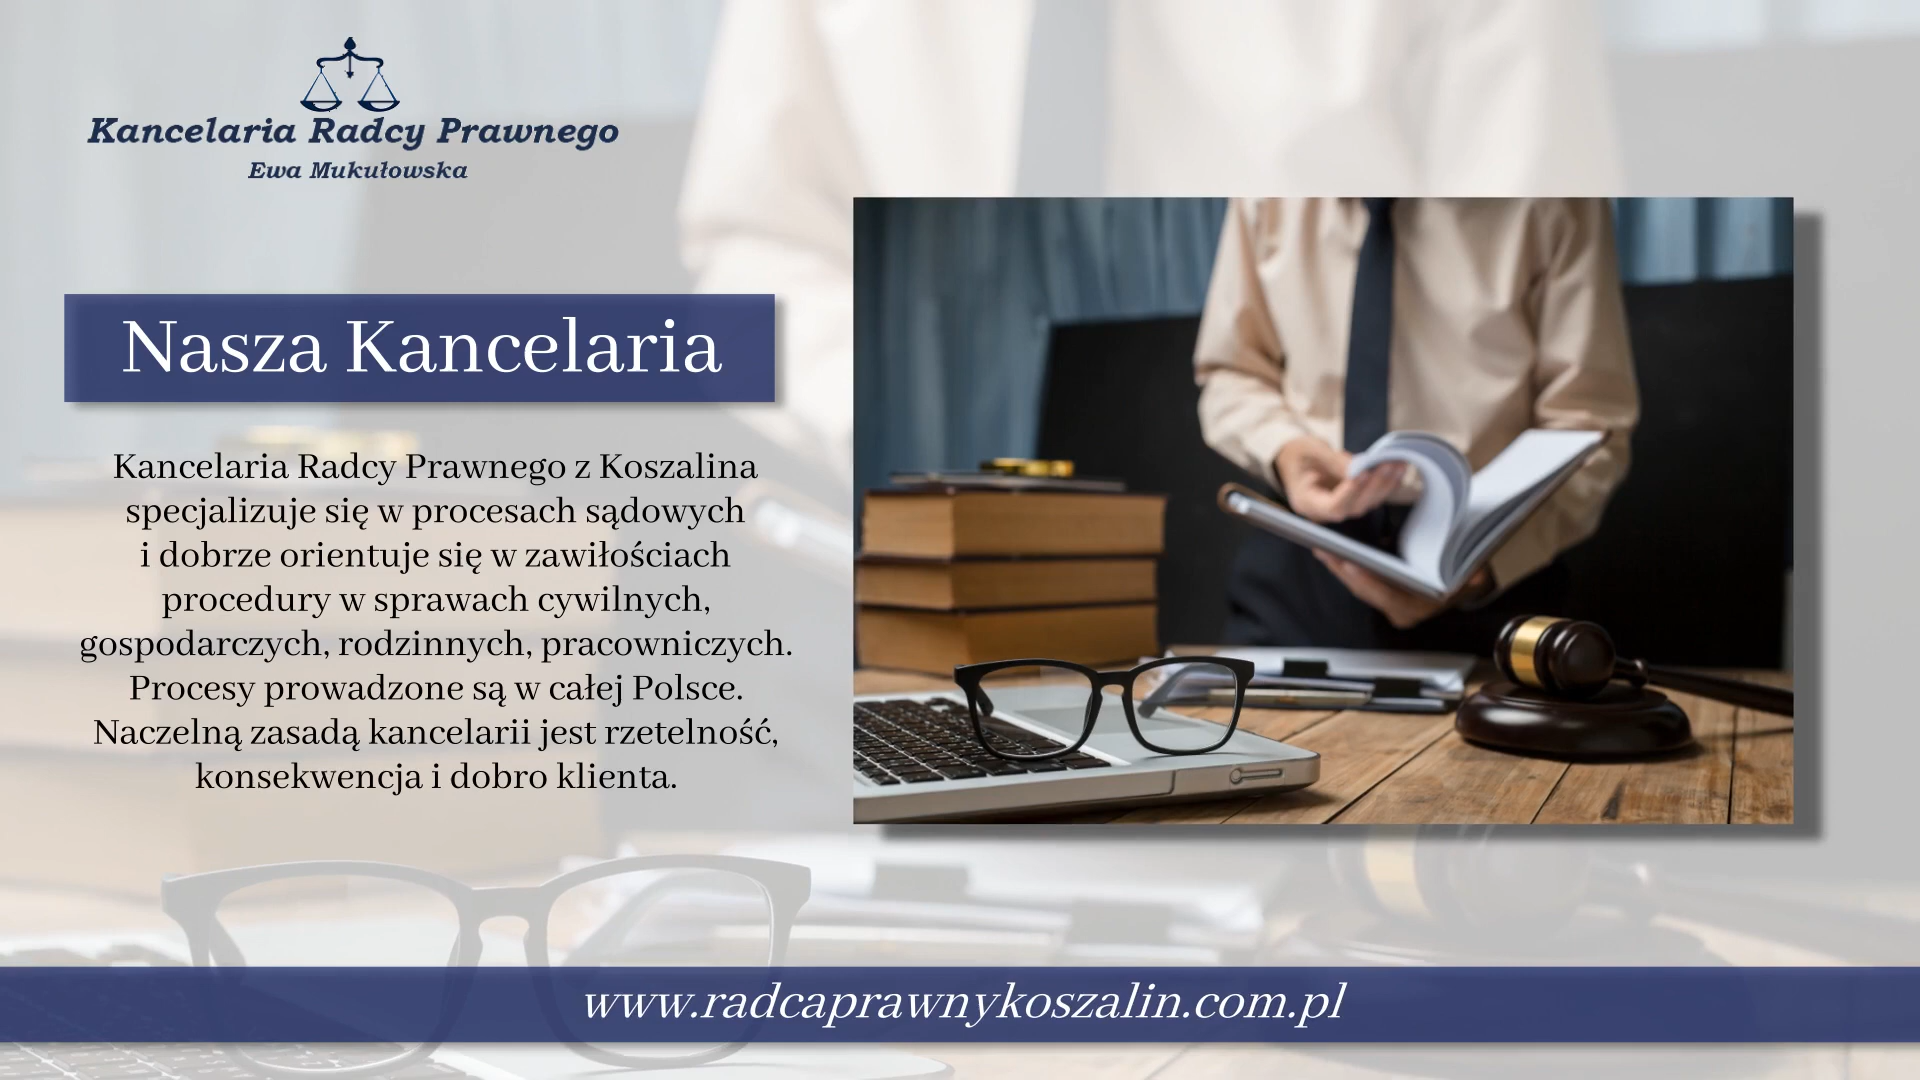 Kancelaria Radcy Prawnego
Ewa Mukułowska
Nasza Kancelaria
Kancelaria Radcy Prawnego z Koszalina
specjalizuje się w procesach sądowych
i dobrze orientuje się w zawiłościach
procedury w sprawach cywilnych,
gospodarczych, rodzinnych, pracowniczych.
Procesy prowadzone są w całej Polsce.
Naczelną zasadą kancelarii jest rzetelność,
konsekwencja i dobro klienta.
www.radcaprawnykoszalin.com.pl